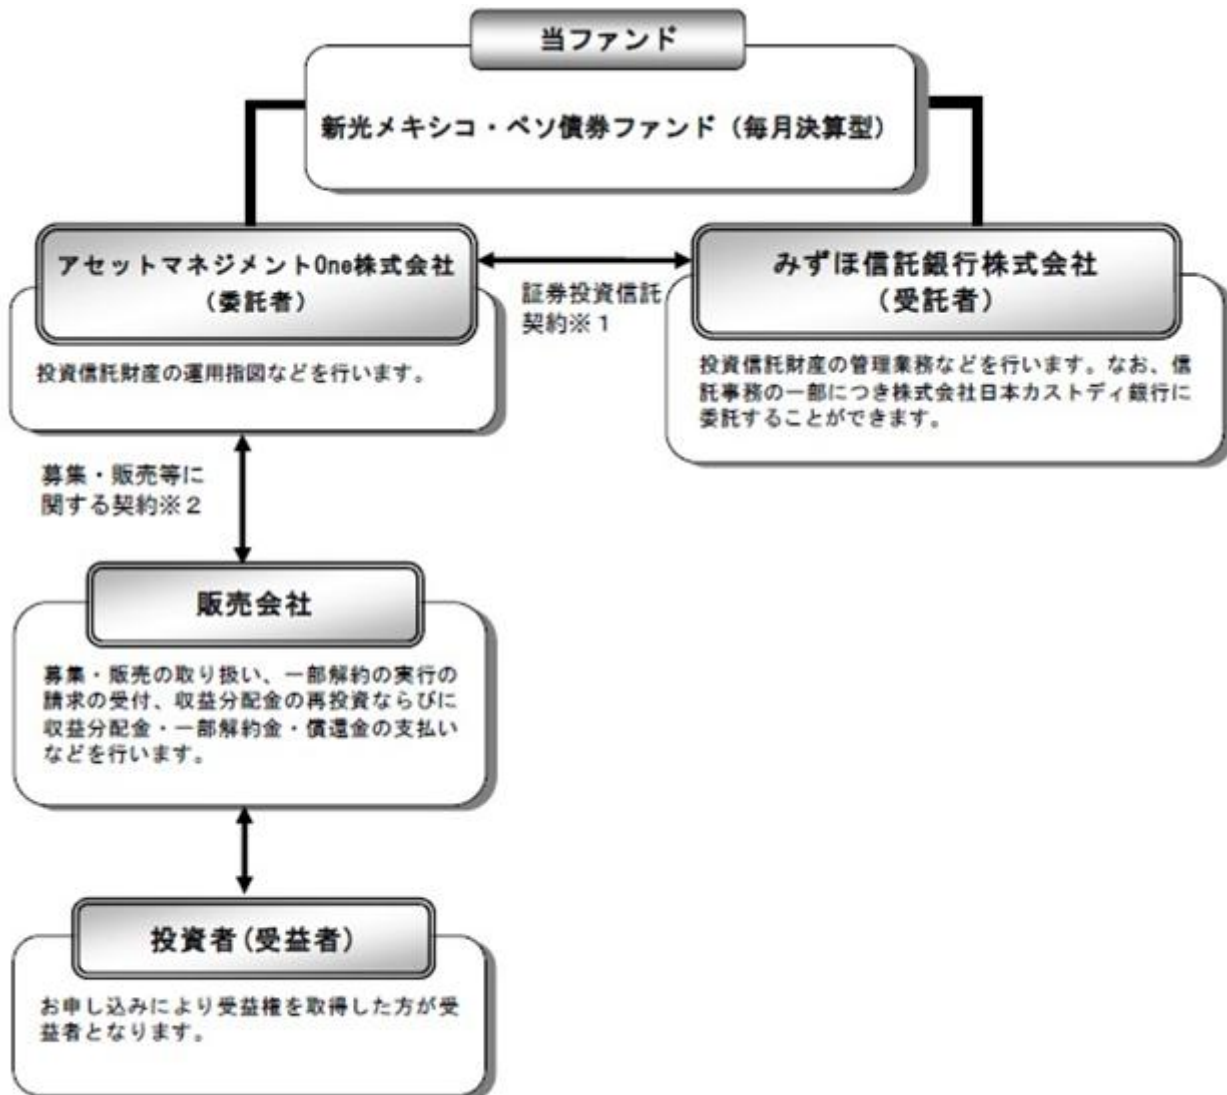 当ファンド
新光メキシコ・ペソ債券ファンド（毎月決算型）
アセットマネジメントOne株式会社
（委託者）
投資信託財産の運用指図などを行います。
証券投資信託
契約※１
みずほ信託銀行株式会社
（受託者）
投資信託財産の管理業務などを行います。なお、信
託事務の一部につき株式会社日本カストディ銀行に
委託することができます。
募集・販売等に
関する契約※２
販売会社
募集・販売の取り扱い、一部解約の実行の
請求の受付、収益分配金の再投資ならびに
収益分配金・一部解約金・償還金の支払い
などを行います。
投資者(受益者)
お申し込みにより受益権を取得した方が受
益者となります。